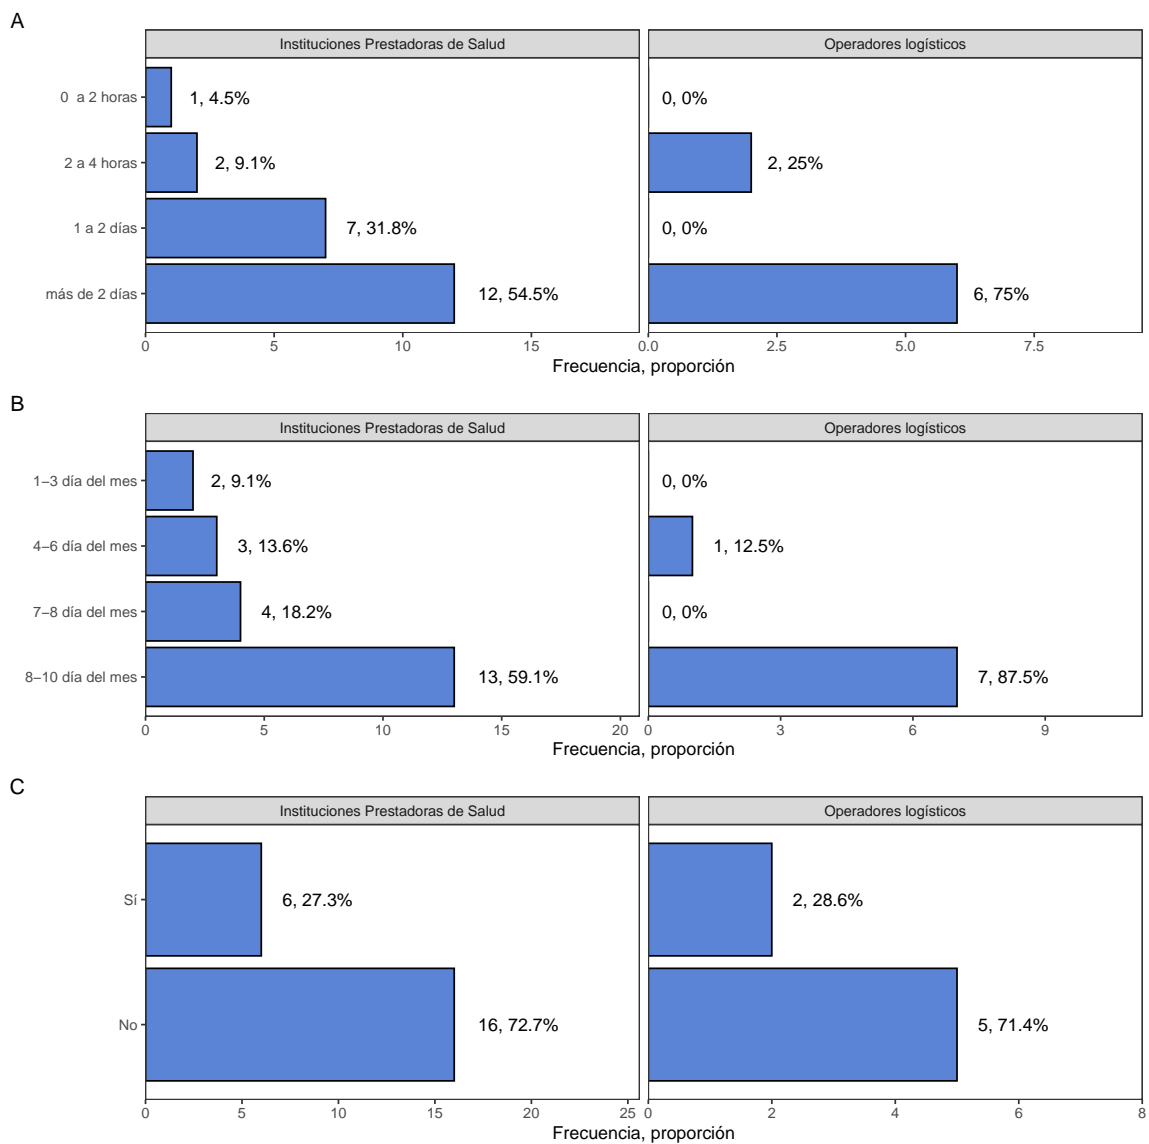 A
Instituciones Prestadoras de Salud
Operadores logísticos
0 a 2 horas
1, 4.5%
0, 0%
2 a 4 horas
2, 9.1%
2, 25%
1 a 2 días
7, 31.8%
0, 0%
más de 2 días
12, 54.5%
6, 75%
0 5 10 15 0.0 2.5 5.0 7.5
Frecuencia, proporción
B
Instituciones Prestadoras de Salud
Operadores logísticos
1−3 día del mes
2, 9.1%
0, 0%
4−6 día del mes
3, 13.6%
1, 12.5%
7−8 día del mes
4, 18.2%
0, 0%
8−10 día del mes
13, 59.1%
7, 87.5%
0 5 10 15 20 0 3 6 9
Frecuencia, proporción
C
Instituciones Prestadoras de Salud
Operadores logísticos
Sí
6, 27.3%
2, 28.6%
No
16, 72.7%
5, 71.4%
0 5 10 15 20 25 0 2 4 6 8
Frecuencia, proporción